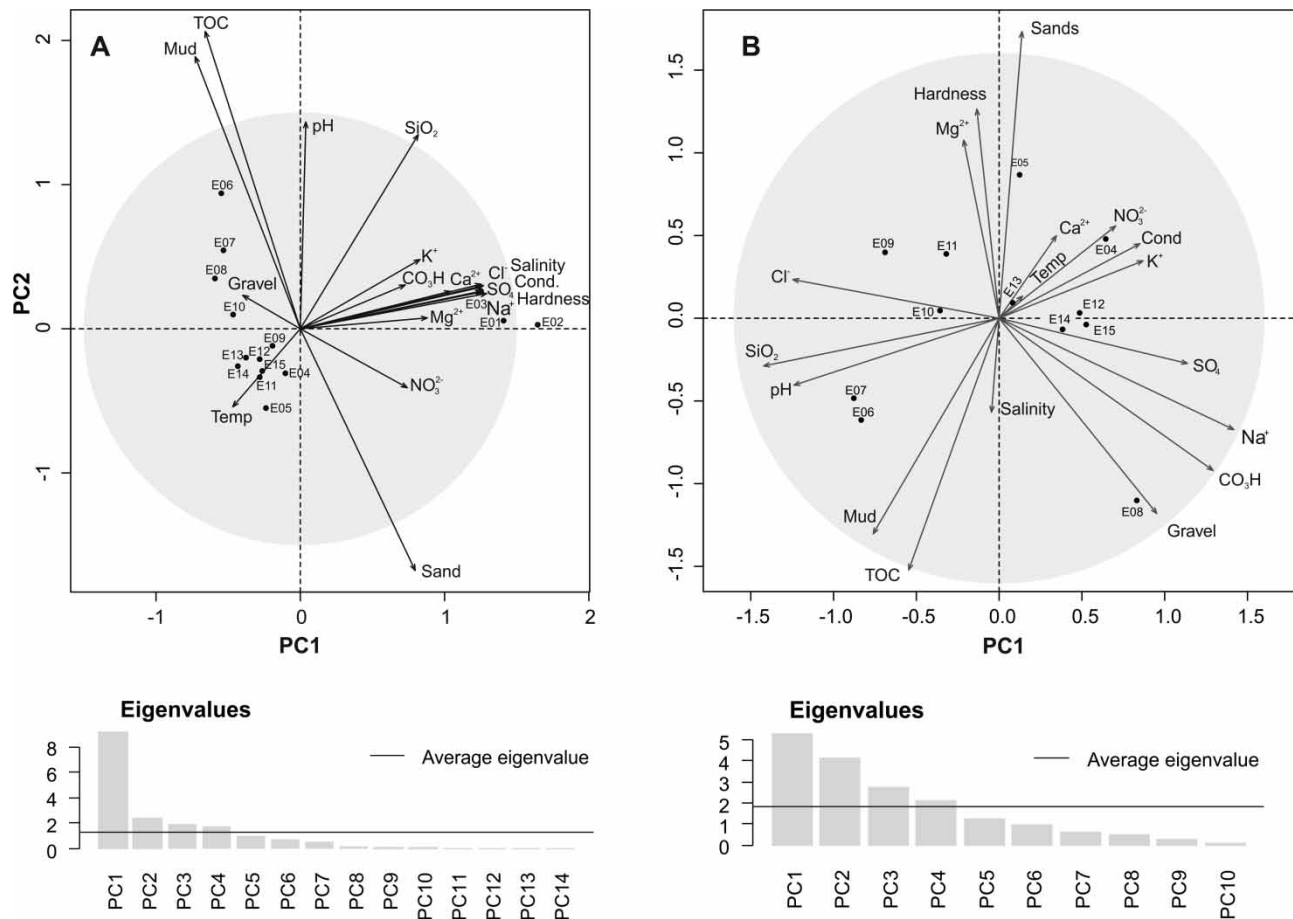 A
TOC
Mud
pH
SiO₂
E06
E07
E08
Gravel
E10
K⁺
CO₃H
Ca²⁺
Cl⁻
Salinity
Cond.
SO₄
Hardness
E03
Na⁺
Mg²⁺
E01
E02
E09
E13
E12
E14
E15
E11
E04
E05
Temp
NO₃²⁻
Sand
2
1
0
-1
PC2
-1
0
1
2
PC1
B
Sands
Hardness
Mg²⁺
E05
Ca²⁺
NO₃²⁻
E04
Cond
K⁺
Temp
E09
E11
Cl⁻
E13
E10
E12
E14
E15
SiO₂
pH
SO₄
E07
E06
Salinity
Na⁺
CO₃H
E08
Gravel
Mud
TOC
1.5
1.0
0.5
0.0
-0.5
-1.0
-1.5
-1.5
-1.0
-0.5
0.0
0.5
1.0
1.5
PC1
Eigenvalues
Average eigenvalue
8
6
4
2
0
PC1
PC2
PC3
PC4
PC5
PC6
PC7
PC8
PC9
PC10
PC11
PC12
PC13
PC14
Eigenvalues
Average eigenvalue
5
4
3
2
1
0
PC1
PC2
PC3
PC4
PC5
PC6
PC7
PC8
PC9
PC10